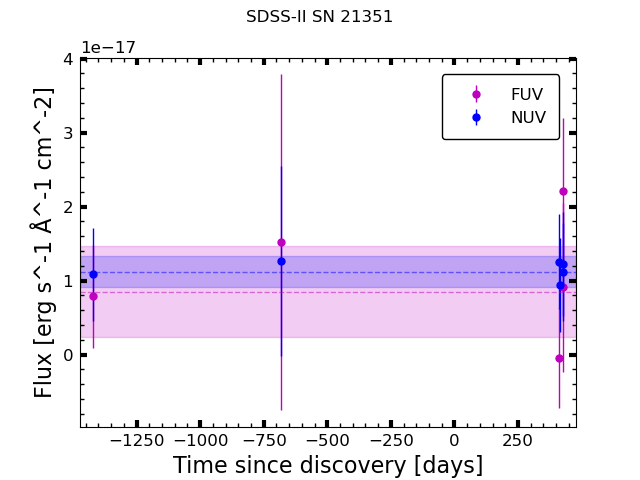 SDSS-II SN 21351
1e−17
4
3
2
1
0
Flux [erg s^-1 Å^-1 cm^-2]
FUV
NUV
−1250 −1000 −750 −500 −250 0 250
Time since discovery [days]